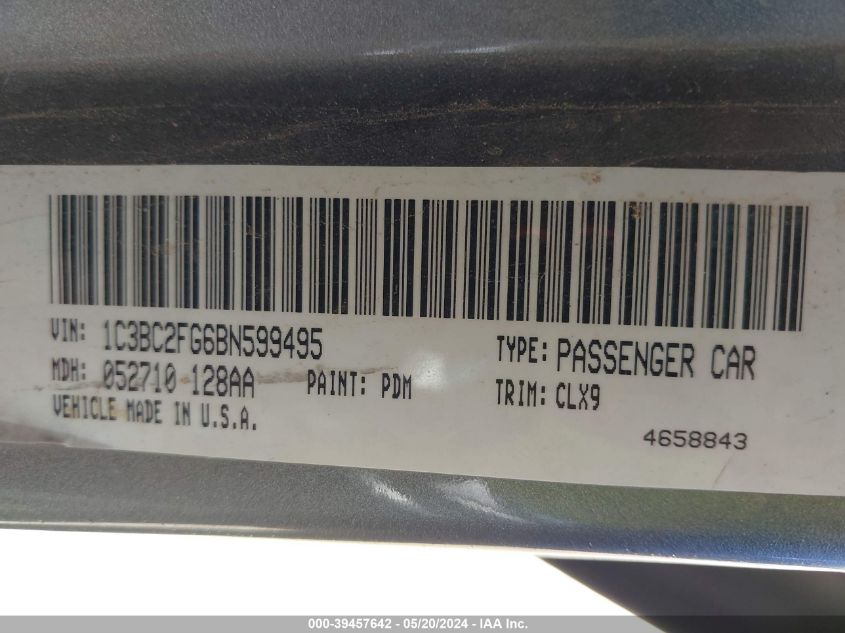 VIN: 1C3BC2FG6BN599495 TYPE: PASSENGER CAR
MDH: 052710 128AA PAINT: PDM TRIM: CLX9
VEHICLE MADE IN U.S.A. 4658843
000-39457642 - 05/20/2024 - IAA Inc.